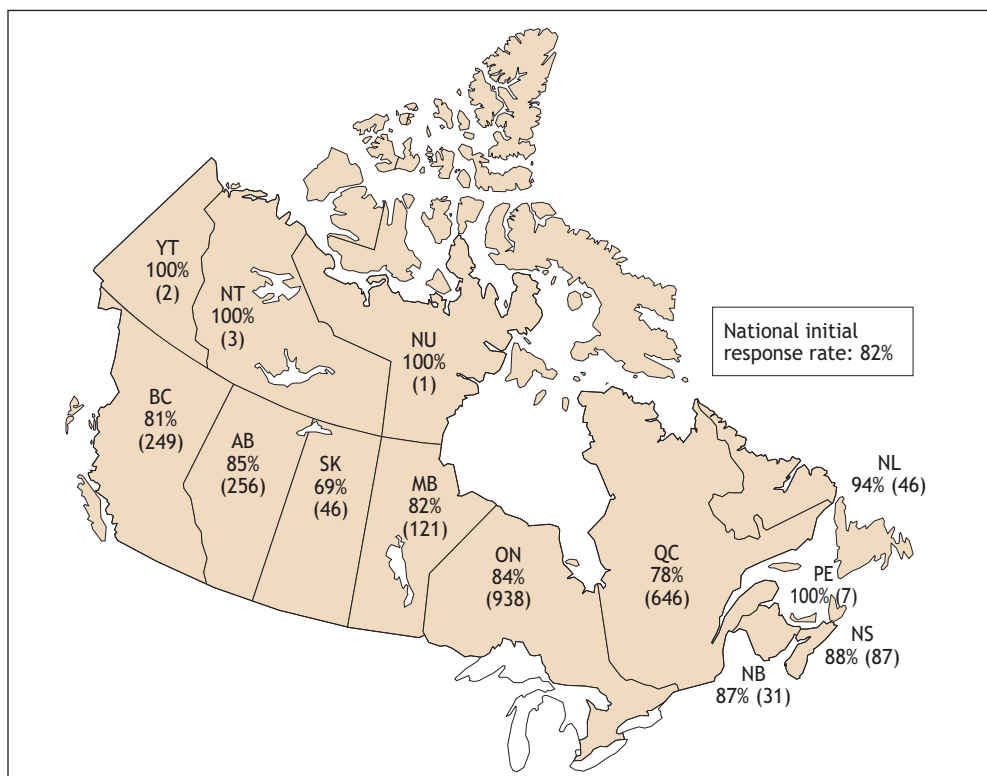 YT
100%
(2)
NT
100%
(3)
NU
100%
(1)
National initial
response rate: 82%
BC
81%
(249)
AB
85%
(256)
SK
69%
(46)
MB
82%
(121)
ON
84%
(938)
QC
78%
(646)
NL
94% (46)
PE
100% (7)
NS
88% (87)
NB
87% (31)